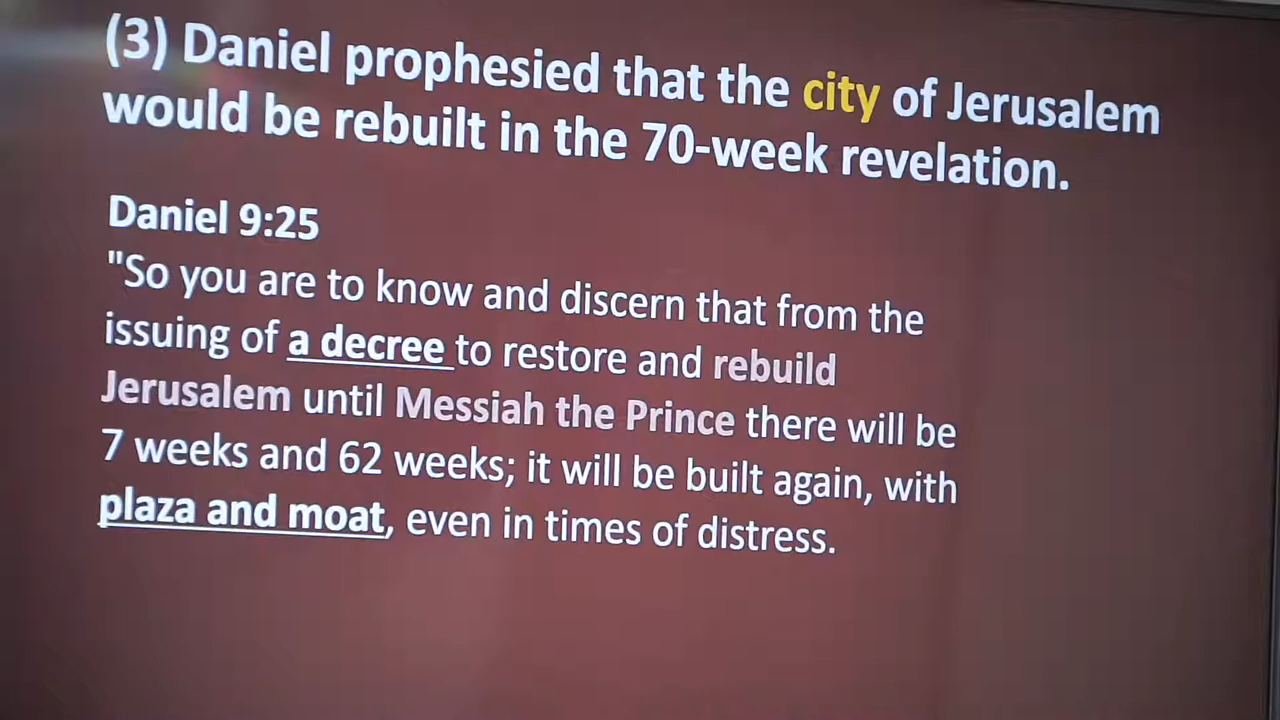 (3) Daniel prophesied that the city of Jerusalem
would be rebuilt in the 70-week revelation.
Daniel 9:25
"So you are to know and discern that from the
issuing of a decree to restore and rebuild
Jerusalem until Messiah the Prince there will be
7 weeks and 62 weeks; it will be built again, with
plaza and moat, even in times of distress.